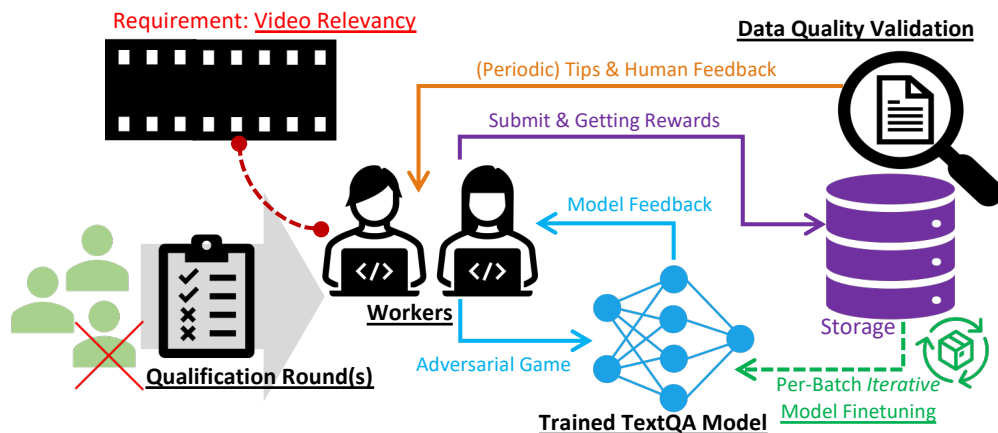 Requirement: Video Relevancy
Data Quality Validation
(Periodic) Tips & Human Feedback
Submit & Getting Rewards
Model Feedback
</>
</>
Workers
Storage
Adversarial Game
Qualification Round(s)
Per-Batch Iterative
Model Finetuning
Trained TextQA Model